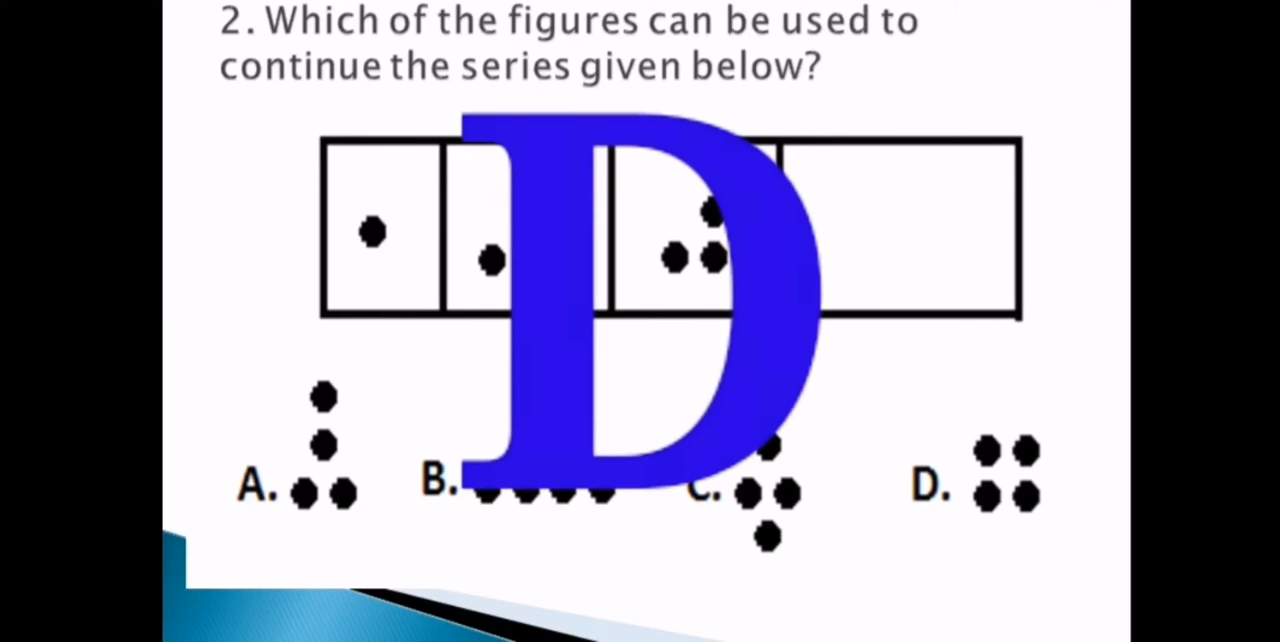 2. Which of the figures can be used to
continue the series given below?
D
A. B. C. D.